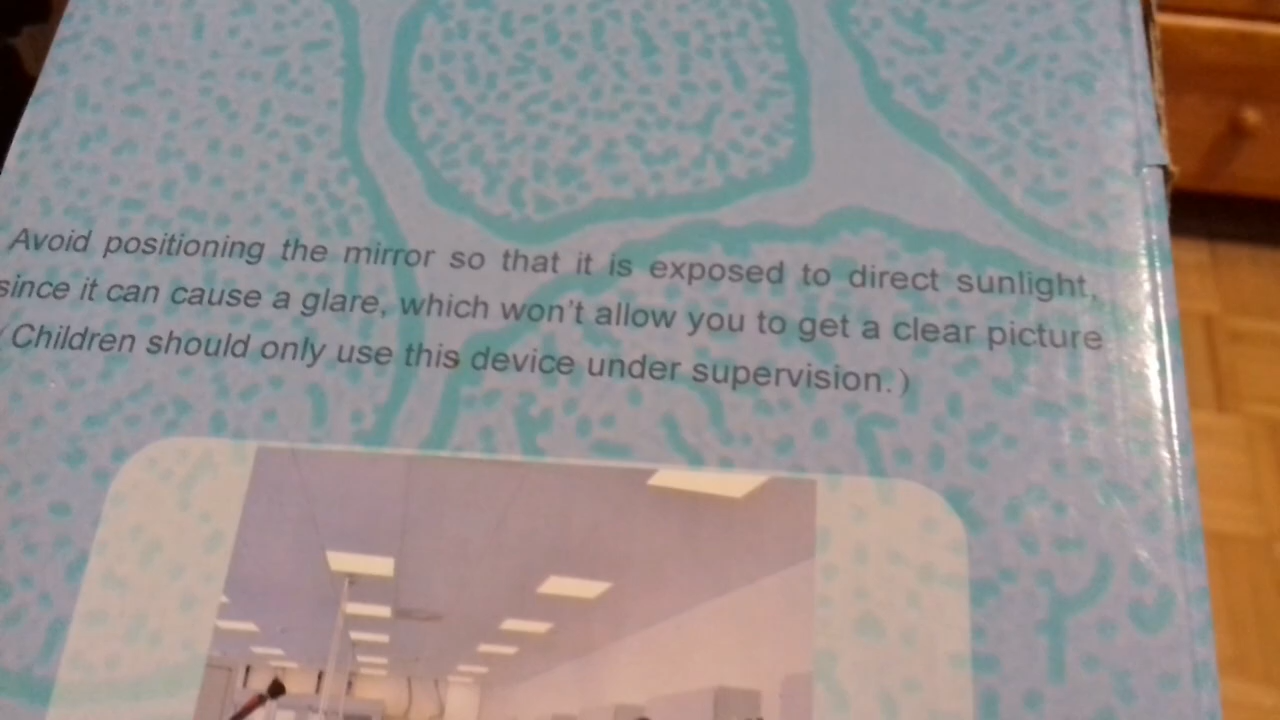 Avoid positioning the mirror so that it is exposed to direct sunlight,
since it can cause a glare, which won't allow you to get a clear picture
(Children should only use this device under supervision.)